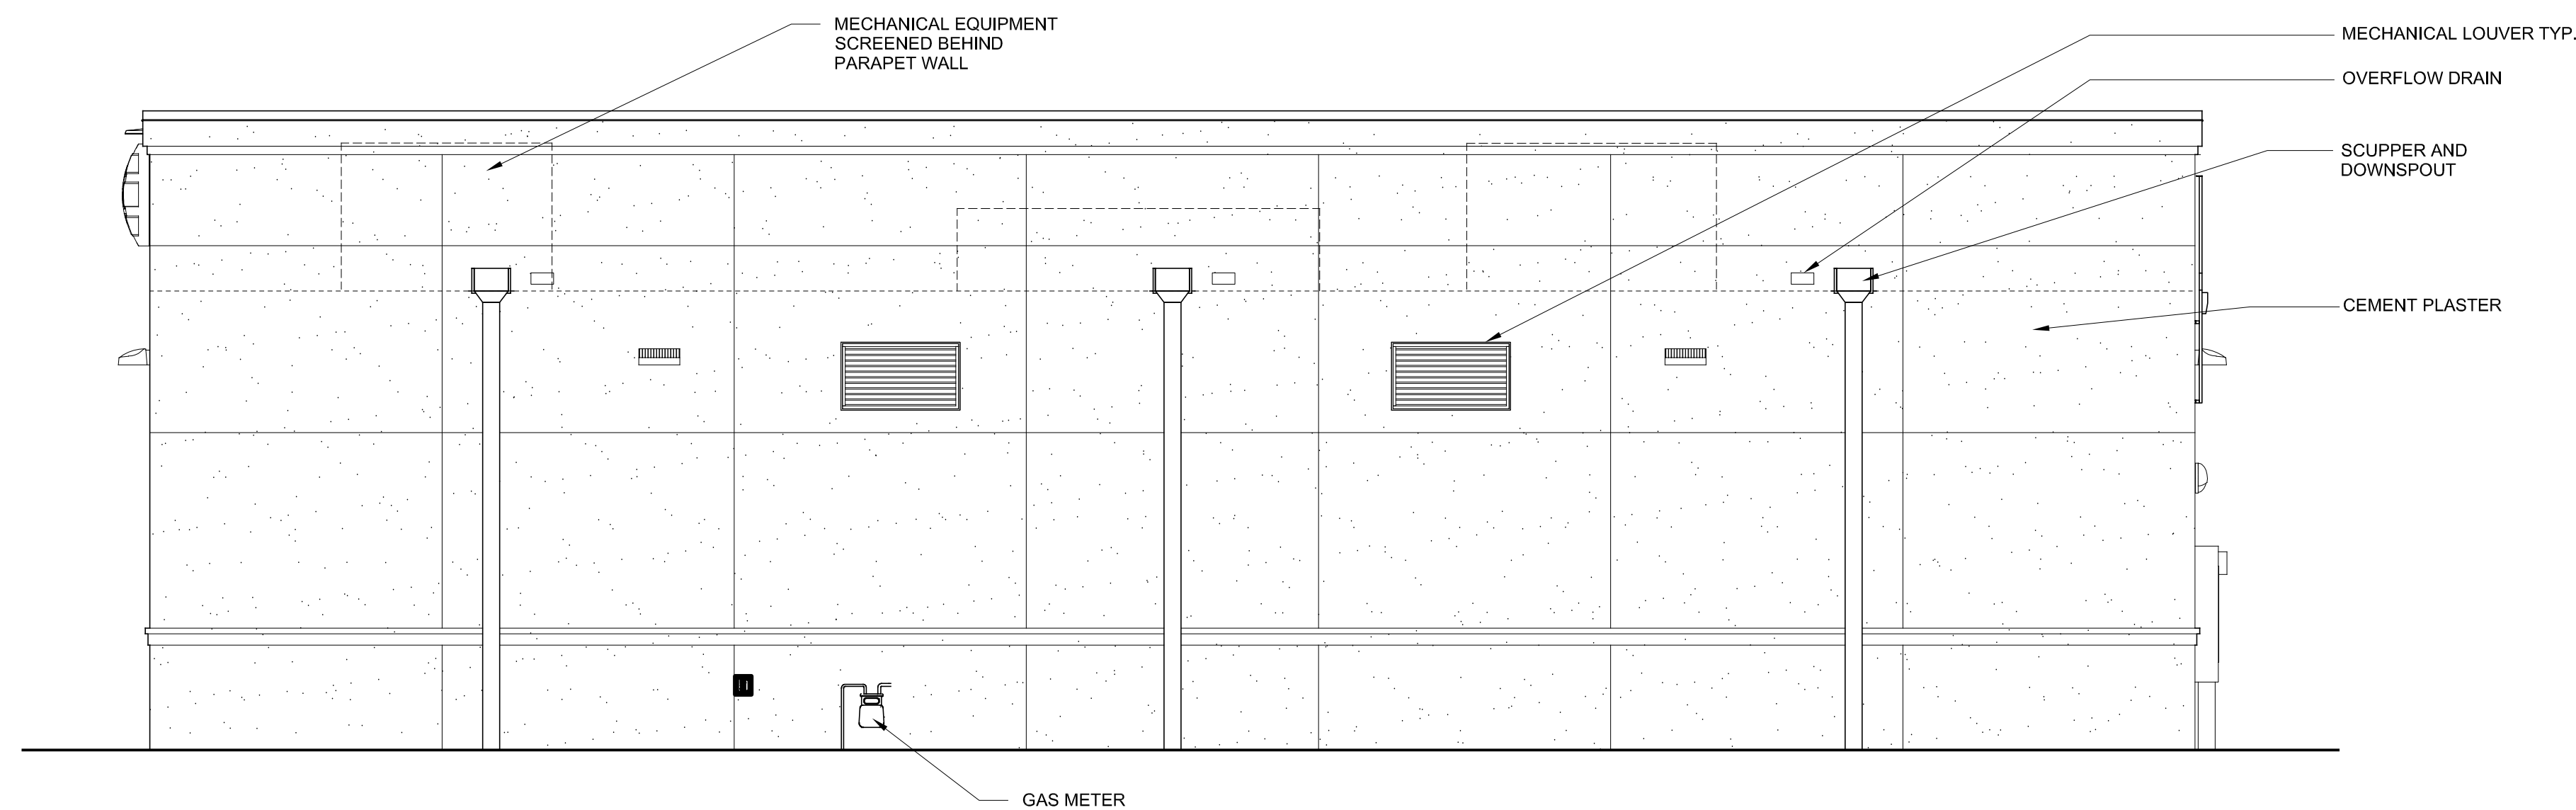 MECHANICAL EQUIPMENT
SCREENED BEHIND
PARAPET WALL
MECHANICAL LOUVER TYP.
OVERFLOW DRAIN
SCUPPER AND
DOWNSPOUT
CEMENT PLASTER
GAS METER